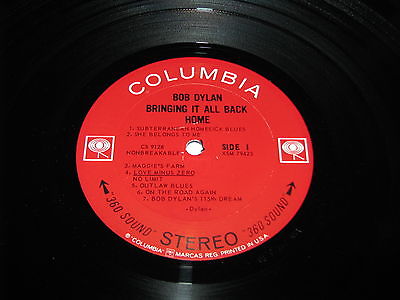 COLUMBIA
BOB DYLAN
BRINGING IT ALL BACK
HOME
1. SUBTERRANEAN HOMESICK BLUES
2. SHE BELONGS TO ME
CS 9128
NONBREAKABLE
SIDE 1
XSM 79423
3. MAGGIE'S FARM
4. LOVE MINUS ZERO
NO LIMIT
5. OUTLAW BLUES
6. ON THE ROAD AGAIN
7. BOB DYLAN'S 115th DREAM
-Dylan-
"360 SOUND" STEREO "360 SOUND"
® "COLUMBIA" MARCAS REG. PRINTED IN U.S.A.